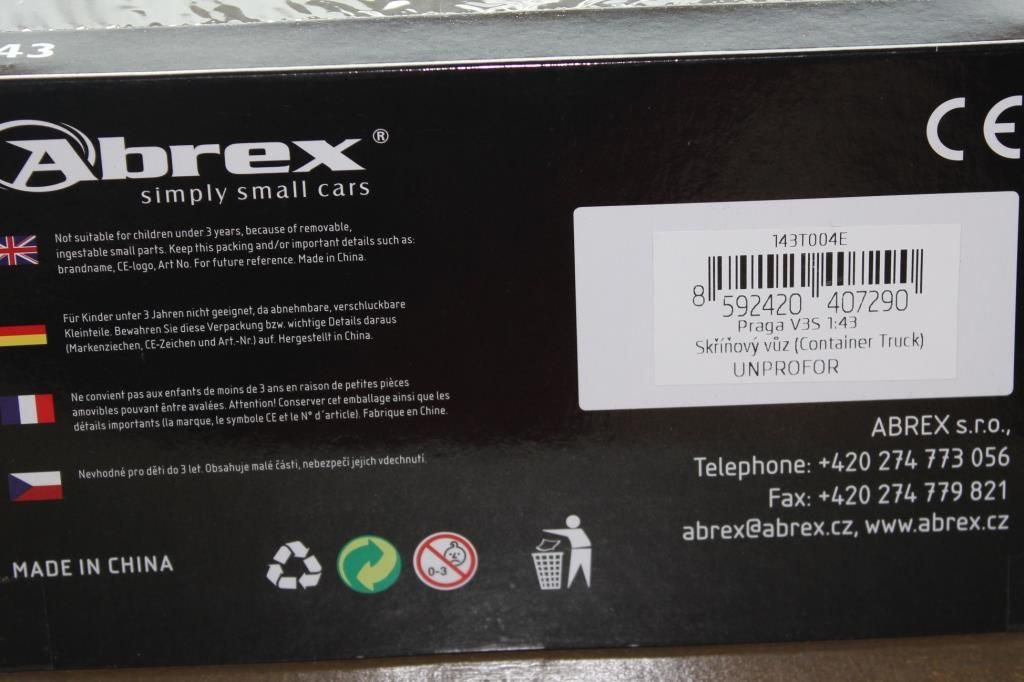 43
Abrex®
simply small cars
Not suitable for children under 3 years, because of removable,
ingestable small parts. Keep this packing and/or important details such as:
brandname, CE-logo, Art No. For future reference. Made in China.
Für Kinder unter 3 Jahren nicht geeignet, da abnehmbare, verschluckbare
Kleinteile. Bewahren Sie diese Verpackung bzw. wichtige Details daraus
(Markenziechen, CE-Zeichen und Art.-Nr.) auf. Hergestellt in China.
Ne convient pas aux enfants de moins de 3 ans en raison de petites pièces
amovibles pouvant êntre avalées. Attention! Conserver cet emballage ainsi que les
détails importants (la marque, le symbole CE et le N° d´article). Fabrique en Chine.
Nevhodné pro děti do 3 let. Obsahuje malé části, nebezpečí jejich vdechnutí.
MADE IN CHINA
0-3
CE
143T004E
8 592420 407290
Praga V3S 1:43
Skříňový vůz (Container Truck)
UNPROFOR
ABREX s.r.o.,
Telephone: +420 274 773 056
Fax: +420 274 779 821
abrex@abrex.cz, www.abrex.cz